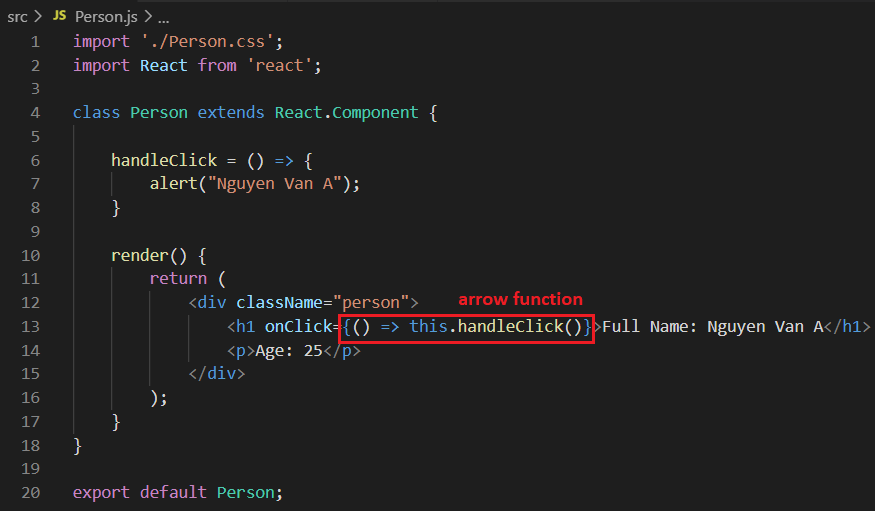 src > JS Person.js > ...
1 import './Person.css';
2 import React from 'react';
3
4 class Person extends React.Component {
5
6 handleClick = () => {
7 alert("Nguyen Van A");
8 }
9
10 render() {
11 return (
12 <div className="person">
arrow function
13 <h1 onClick={() => this.handleClick()}>Full Name: Nguyen Van A</h1>
14 <p>Age: 25</p>
15 </div>
16 );
17 }
18 }
19
20 export default Person;